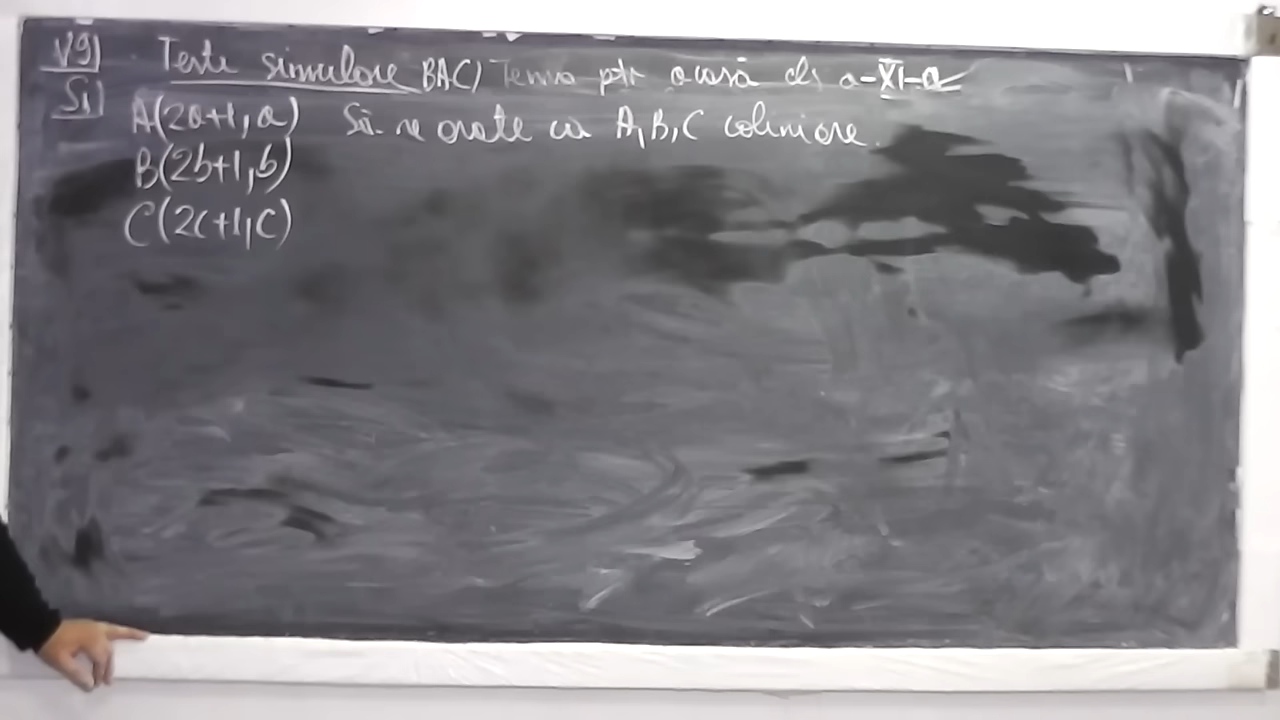 V9) Teste simulare BAC) Tema ptr acasă cls a-XI-a
S1) A(2a+1,a) Să se arate că A,B,C coliniare.
B(2b+1,b)
C(2c+1,c)